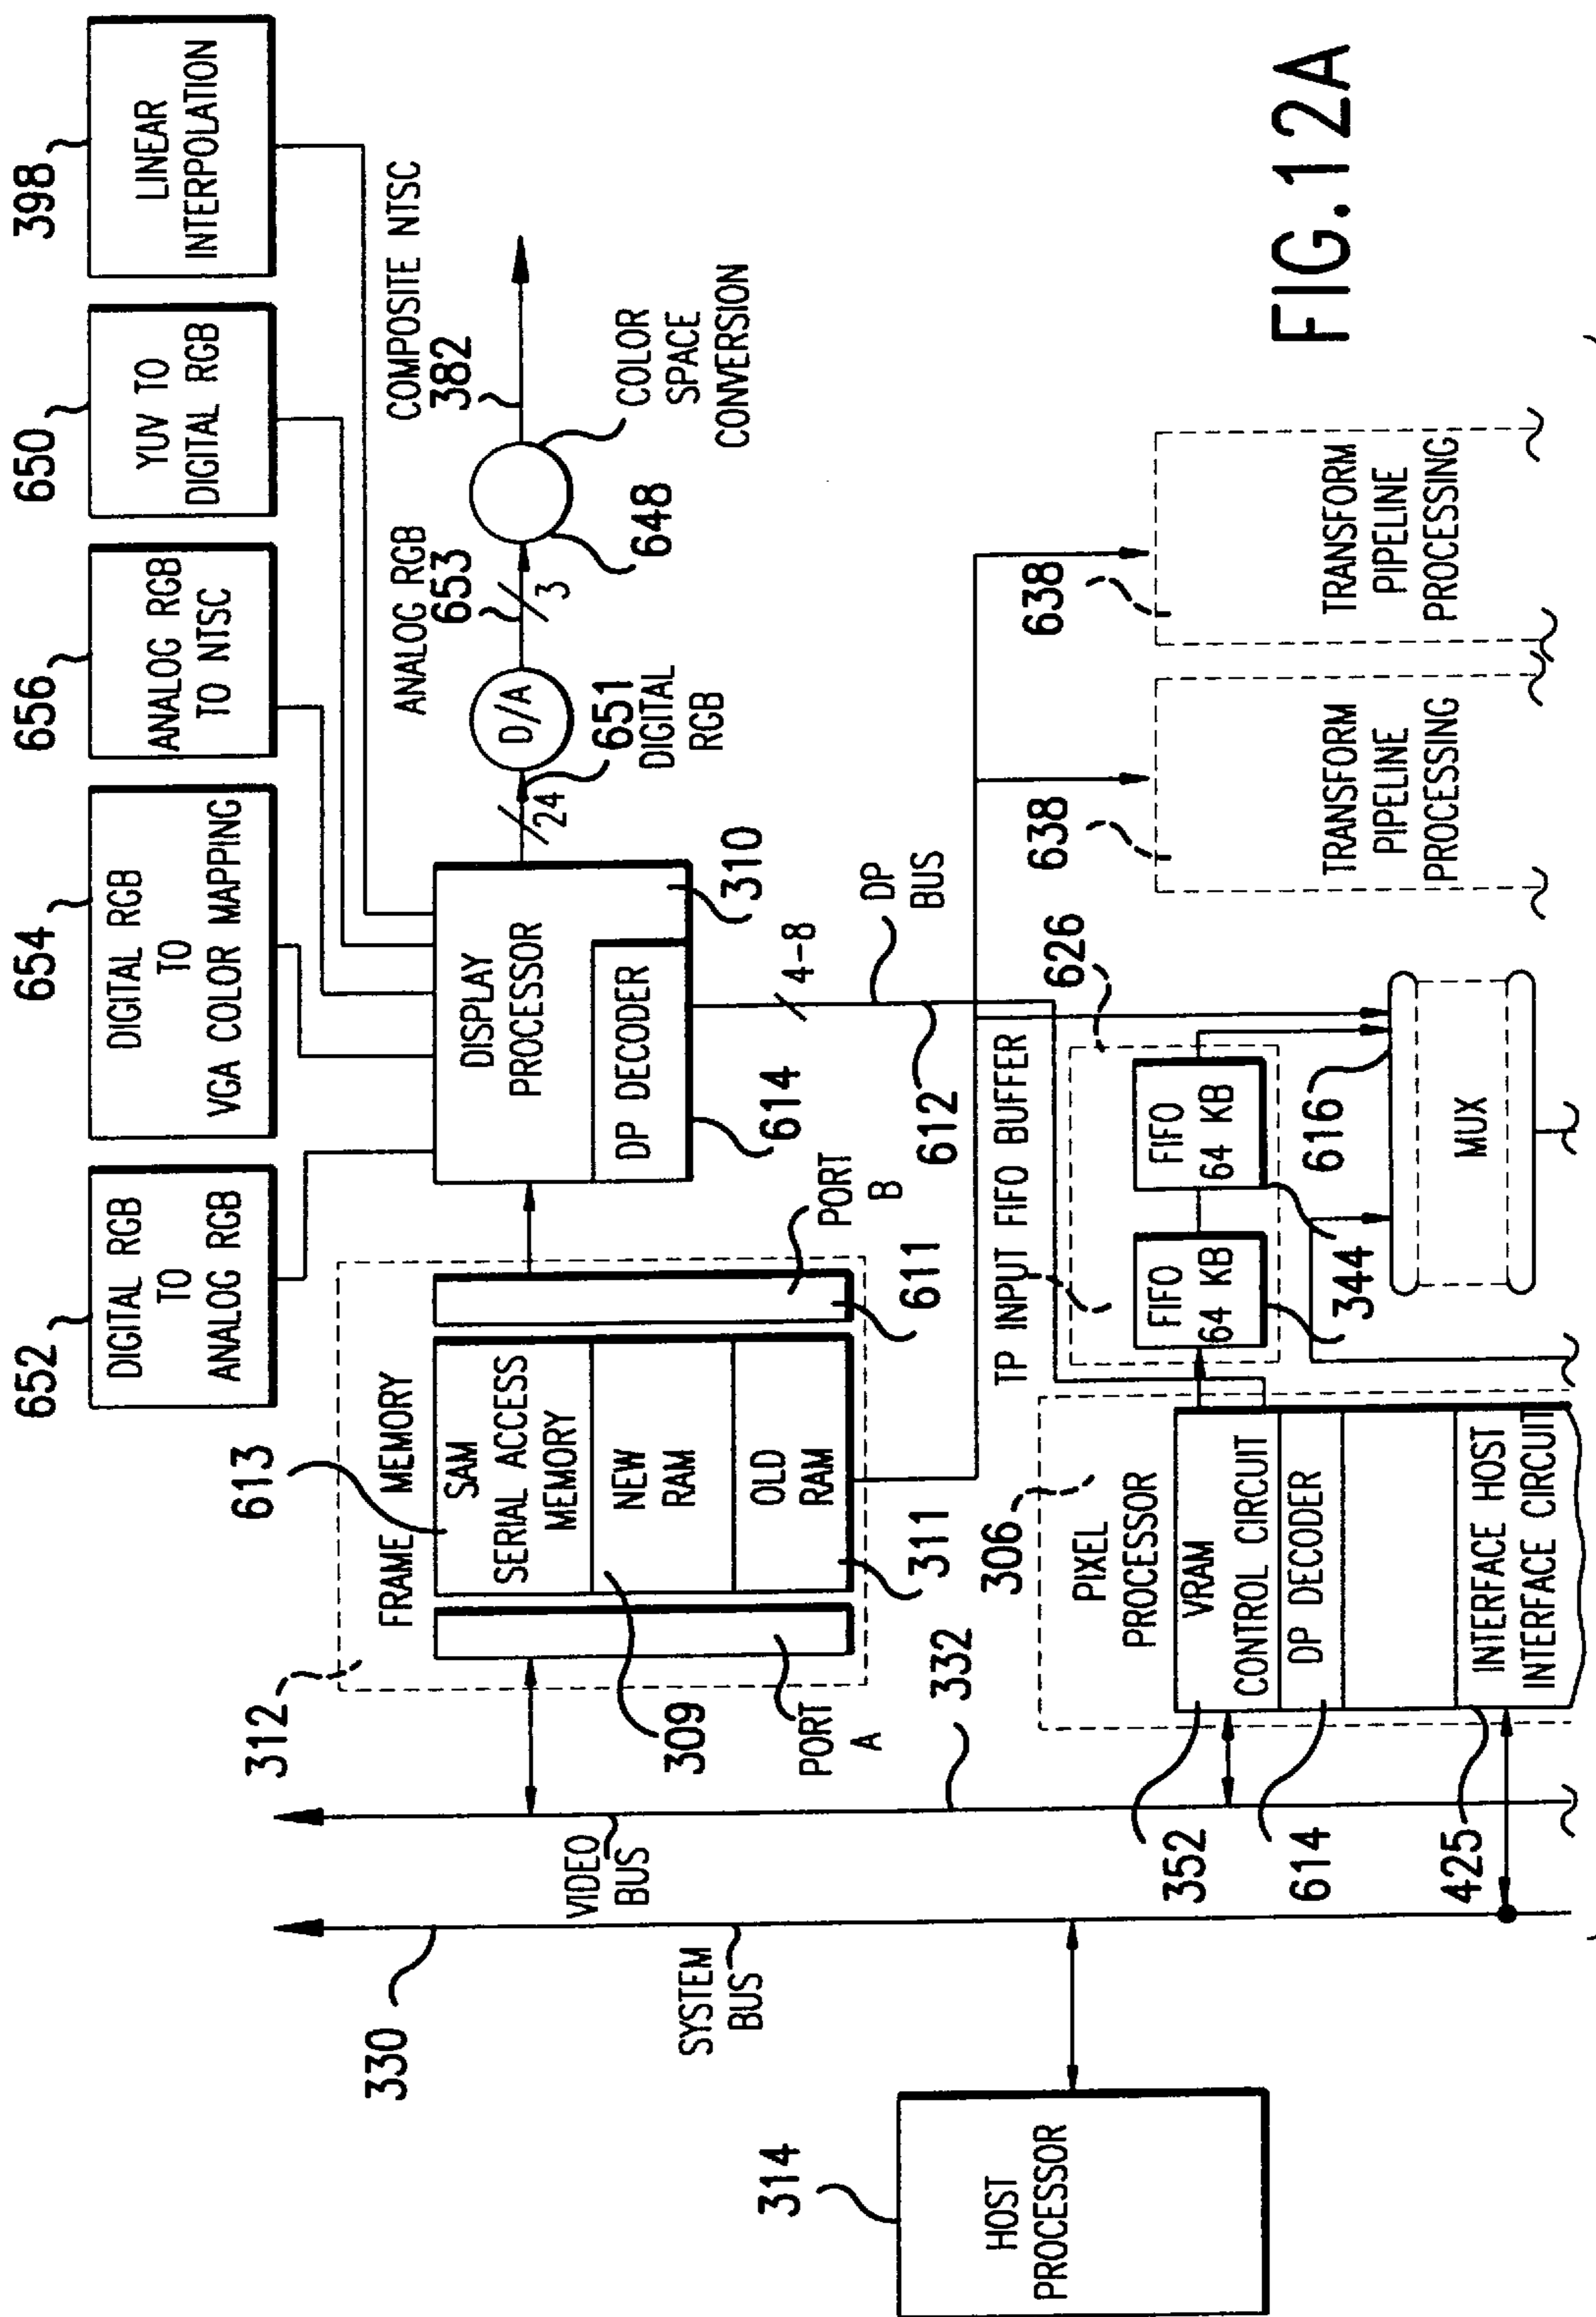 652
DIGITAL RGB
TO
ANALOG RGB
654
DIGITAL RGB
TO
VGA COLOR MAPPING
656
ANALOG RGB
TO NTSC
650
YUV TO
DIGITAL RGB
398
LINEAR
INTERPOLATION
330
SYSTEM
BUS
VIDEO
BUS
332
312
613
FRAME MEMORY
SAM
SERIAL ACCESS
MEMORY
NEW
RAM
OLD
RAM
309
311
PORT
A
PORT
B
611
DISPLAY
PROCESSOR
DP DECODER
614
310
24
651
DIGITAL
RGB
D/A
ANALOG RGB
653
3
648
COLOR
SPACE
CONVERSION
COMPOSITE NTSC
382
4-8
612
DP
BUS
314
HOST
PROCESSOR
306
PIXEL
PROCESSOR
VRAM
CONTROL CIRCUIT
DP DECODER
INTERFACE HOST
INTERFACE CIRCUIT
352
614
425
TP INPUT FIFO BUFFER
626
FIFO
64 KB
FIFO
64 KB
344
616
MUX
638
TRANSFORM
PIPELINE
PROCESSING
638
TRANSFORM
PIPELINE
PROCESSING
FIG.12A